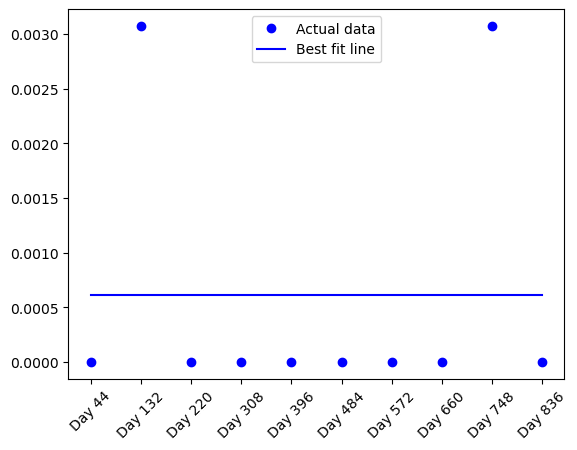 Actual data
Best fit line
0.0030
0.0025
0.0020
0.0015
0.0010
0.0005
0.0000
Day 44
Day 132
Day 220
Day 308
Day 396
Day 484
Day 572
Day 660
Day 748
Day 836